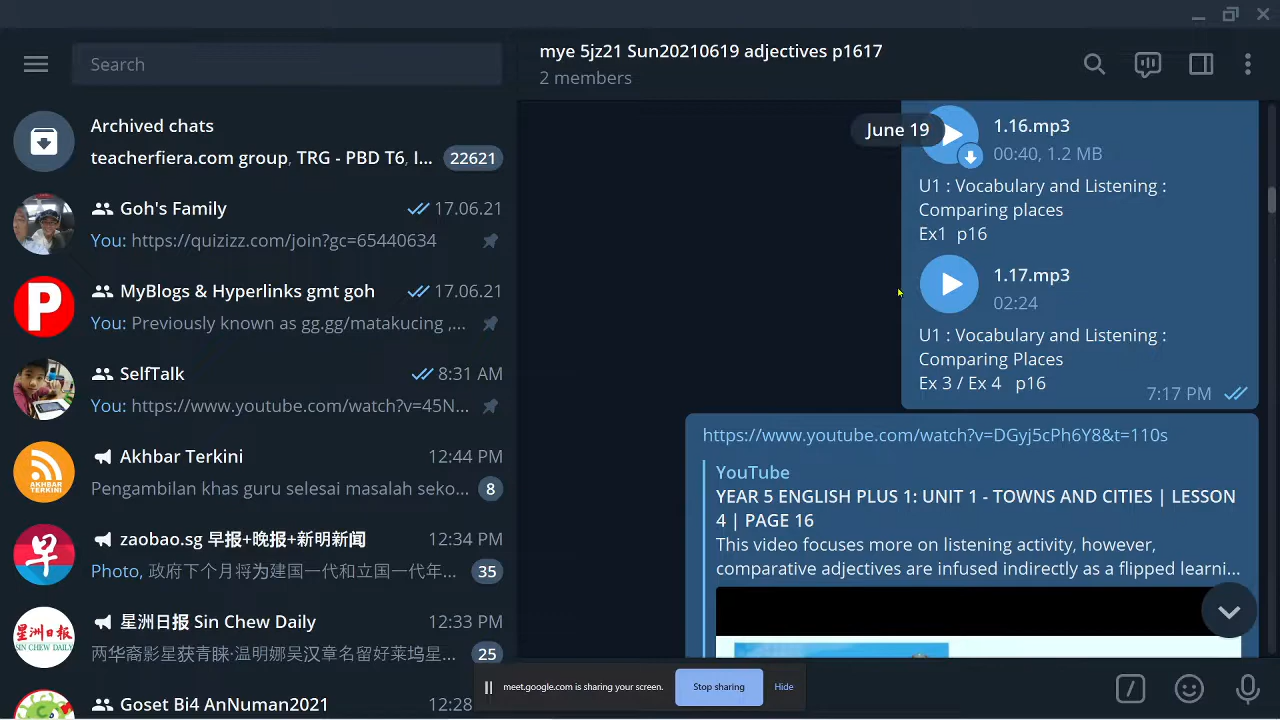 Search
Archived chats
teacherfiera.com group, TRG - PBD T6, I...
22621
Goh's Family
17.06.21
You: https://quizizz.com/join?gc=65440634
MyBlogs & Hyperlinks gmt goh
17.06.21
You: Previously known as gg.gg/matakucing ,...
SelfTalk
8:31 AM
You: https://www.youtube.com/watch?v=45N...
Akhbar Terkini
12:44 PM
Pengambilan khas guru selesai masalah seko...
8
AKHBAR
TERKINI
zaobao.sg 早报+晚报+新明新闻
12:34 PM
Photo, 政府下个月将为建国一代和立国一代年...
35
早
星洲日报 Sin Chew Daily
12:33 PM
两华裔影星获青睐·温明娜吴汉章名留好莱坞星...
25
星洲日報
SIN CHEW DAILY
Goset Bi4 AnNuman2021
12:28
mye 5jz21 Sun20210619 adjectives p1617
2 members
June 19
1.16.mp3
00:40, 1.2 MB
U1 : Vocabulary and Listening :
Comparing places
Ex1 p16
1.17.mp3
02:24
U1 : Vocabulary and Listening :
Comparing Places
Ex 3 / Ex 4 p16
7:17 PM
https://www.youtube.com/watch?v=DGyj5cPh6Y8&t=110s
YouTube
YEAR 5 ENGLISH PLUS 1: UNIT 1 - TOWNS AND CITIES | LESSON
4 | PAGE 16
This video focuses more on listening activity, however,
comparative adjectives are infused indirectly as a flipped learni...
meet.google.com is sharing your screen.
Stop sharing
Hide